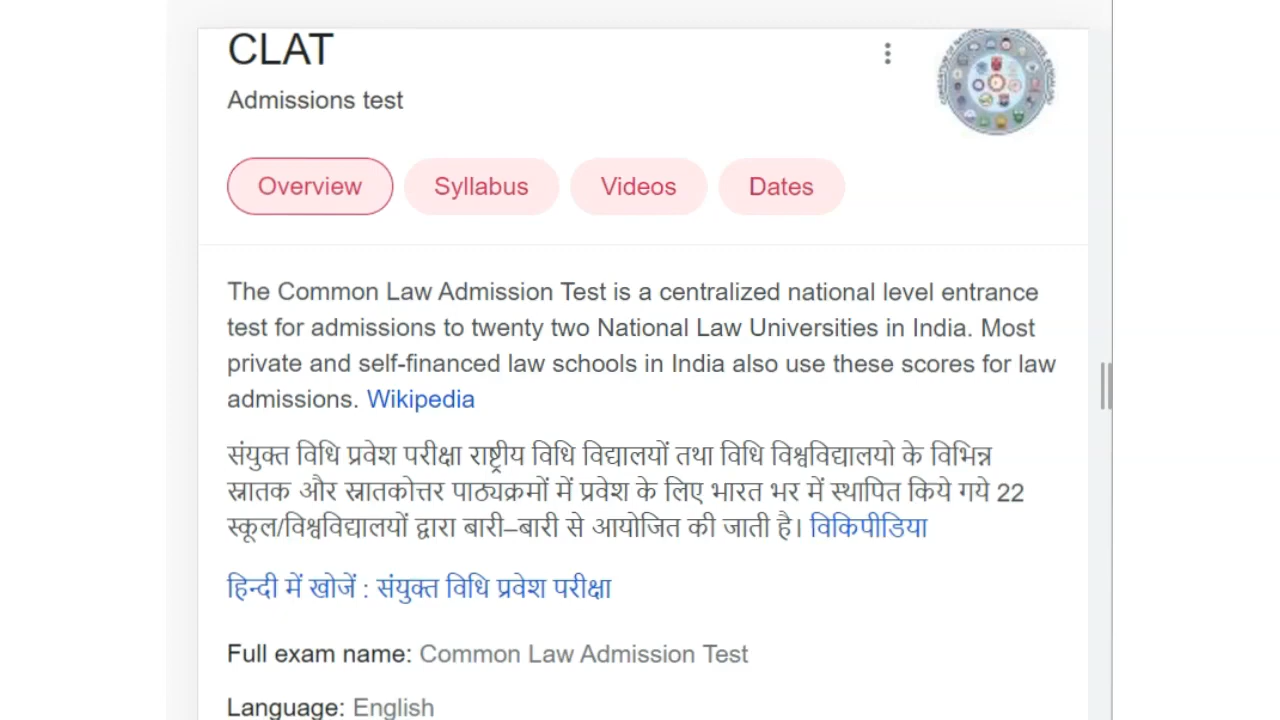 CLAT
Admissions test
Overview
Syllabus
Videos
Dates
The Common Law Admission Test is a centralized national level entrance
test for admissions to twenty two National Law Universities in India. Most
private and self-financed law schools in India also use these scores for law
admissions. Wikipedia
संयुक्त विधि प्रवेश परीक्षा राष्ट्रीय विधि विद्यालयों तथा विधि विश्वविद्यालयो के विभिन्न
स्नातक और स्नातकोत्तर पाठ्यक्रमों में प्रवेश के लिए भारत भर में स्थापित किये गये 22
स्कूल/विश्वविद्यालयों द्वारा बारी–बारी से आयोजित की जाती है। विकिपीडिया
हिन्दी में खोजें : संयुक्त विधि प्रवेश परीक्षा
Full exam name: Common Law Admission Test
Language: English